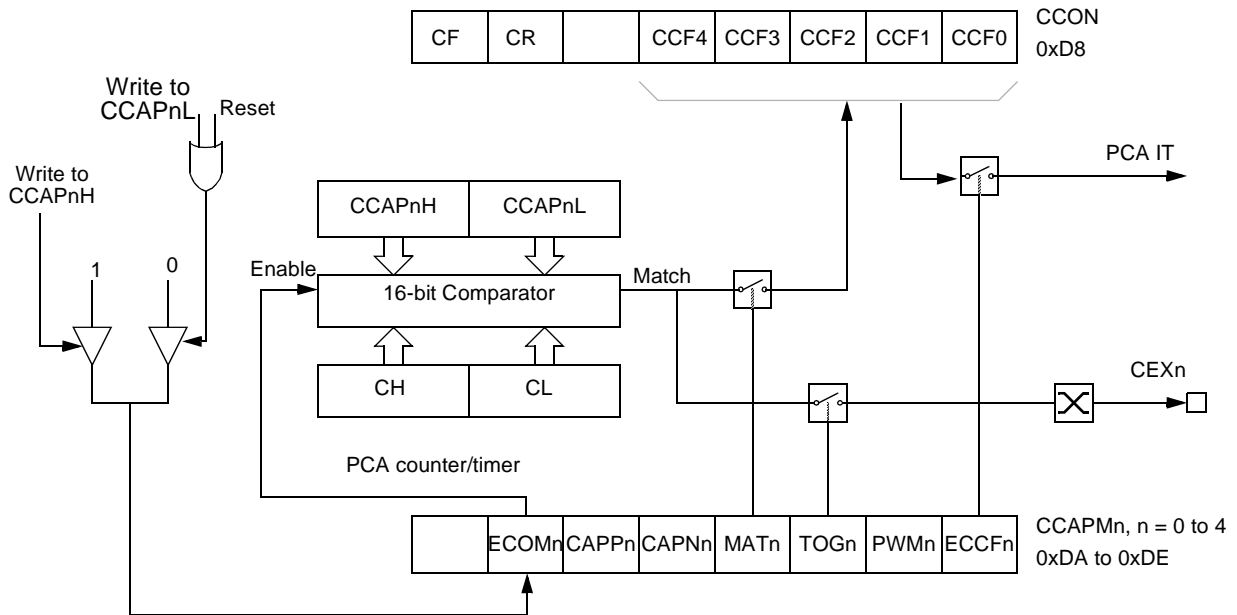 CF CR CCF4 CCF3 CCF2 CCF1 CCF0
CCON
0xD8
Write to
CCAPnL
Reset
Write to
CCAPnH
PCA IT
CCAPnH CCAPnL
1 0
Enable
16-bit Comparator
Match
CH CL
CEXn
PCA counter/timer
ECOMn CAPPn CAPNn MATn TOGn PWMn ECCFn
CCAPMn, n = 0 to 4
0xDA to 0xDE